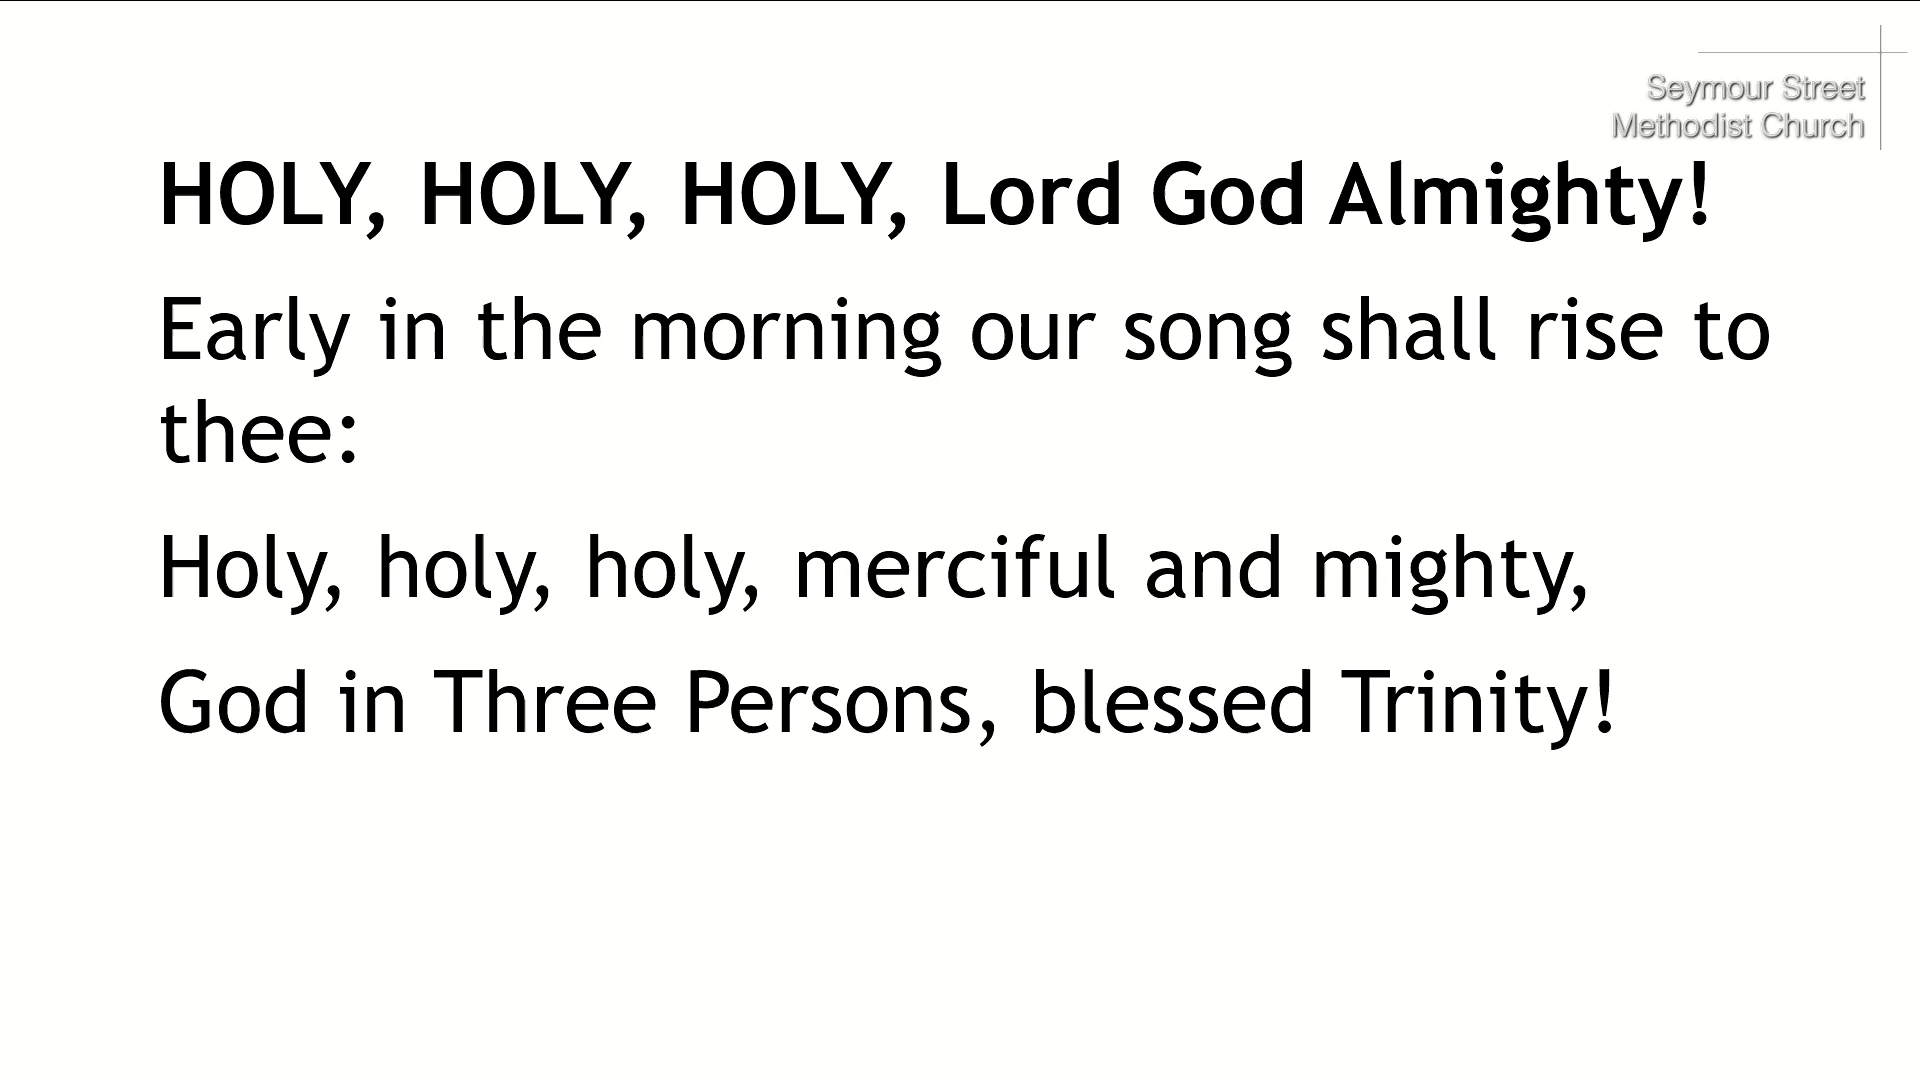 Seymour Street
Methodist Church
HOLY, HOLY, HOLY, Lord God Almighty!
Early in the morning our song shall rise to
thee:
Holy, holy, holy, merciful and mighty,
God in Three Persons, blessed Trinity!